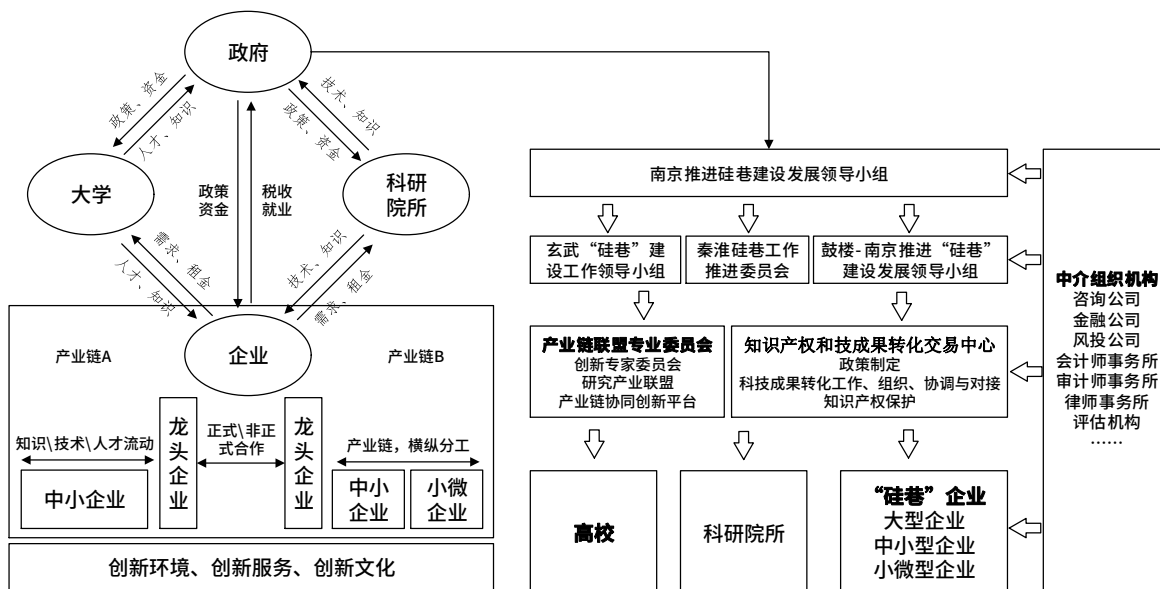 政府
政策、资金
人才、知识
技术、知识
政策、资金
大学
政策
资金
税收
就业
科研
院所
需求、租金
人才、知识
技术、知识
需求、租金
企业
产业链A
产业链B
知识\技术\人才流动
中小企业
龙头企业
正式\非正
式合作
龙头企业
产业链，横纵分工
中小
企业
小微
企业
创新环境、创新服务、创新文化
南京推进硅巷建设发展领导小组
玄武“硅巷”建
设工作领导小组
秦淮硅巷工作
推进委员会
鼓楼-南京推进“硅巷”
建设发展领导小组
产业链联盟专业委员会
创新专家委员会
研究产业联盟
产业链协同创新平台
知识产权和技成果转化交易中心
政策制定
科技成果转化工作、组织、协调与对接
知识产权保护
高校
科研院所
“硅巷”企业
大型企业
中小型企业
小微型企业
中介组织机构
咨询公司
金融公司
风投公司
会计师事务所
审计师事务所
律师事务所
评估机构
……